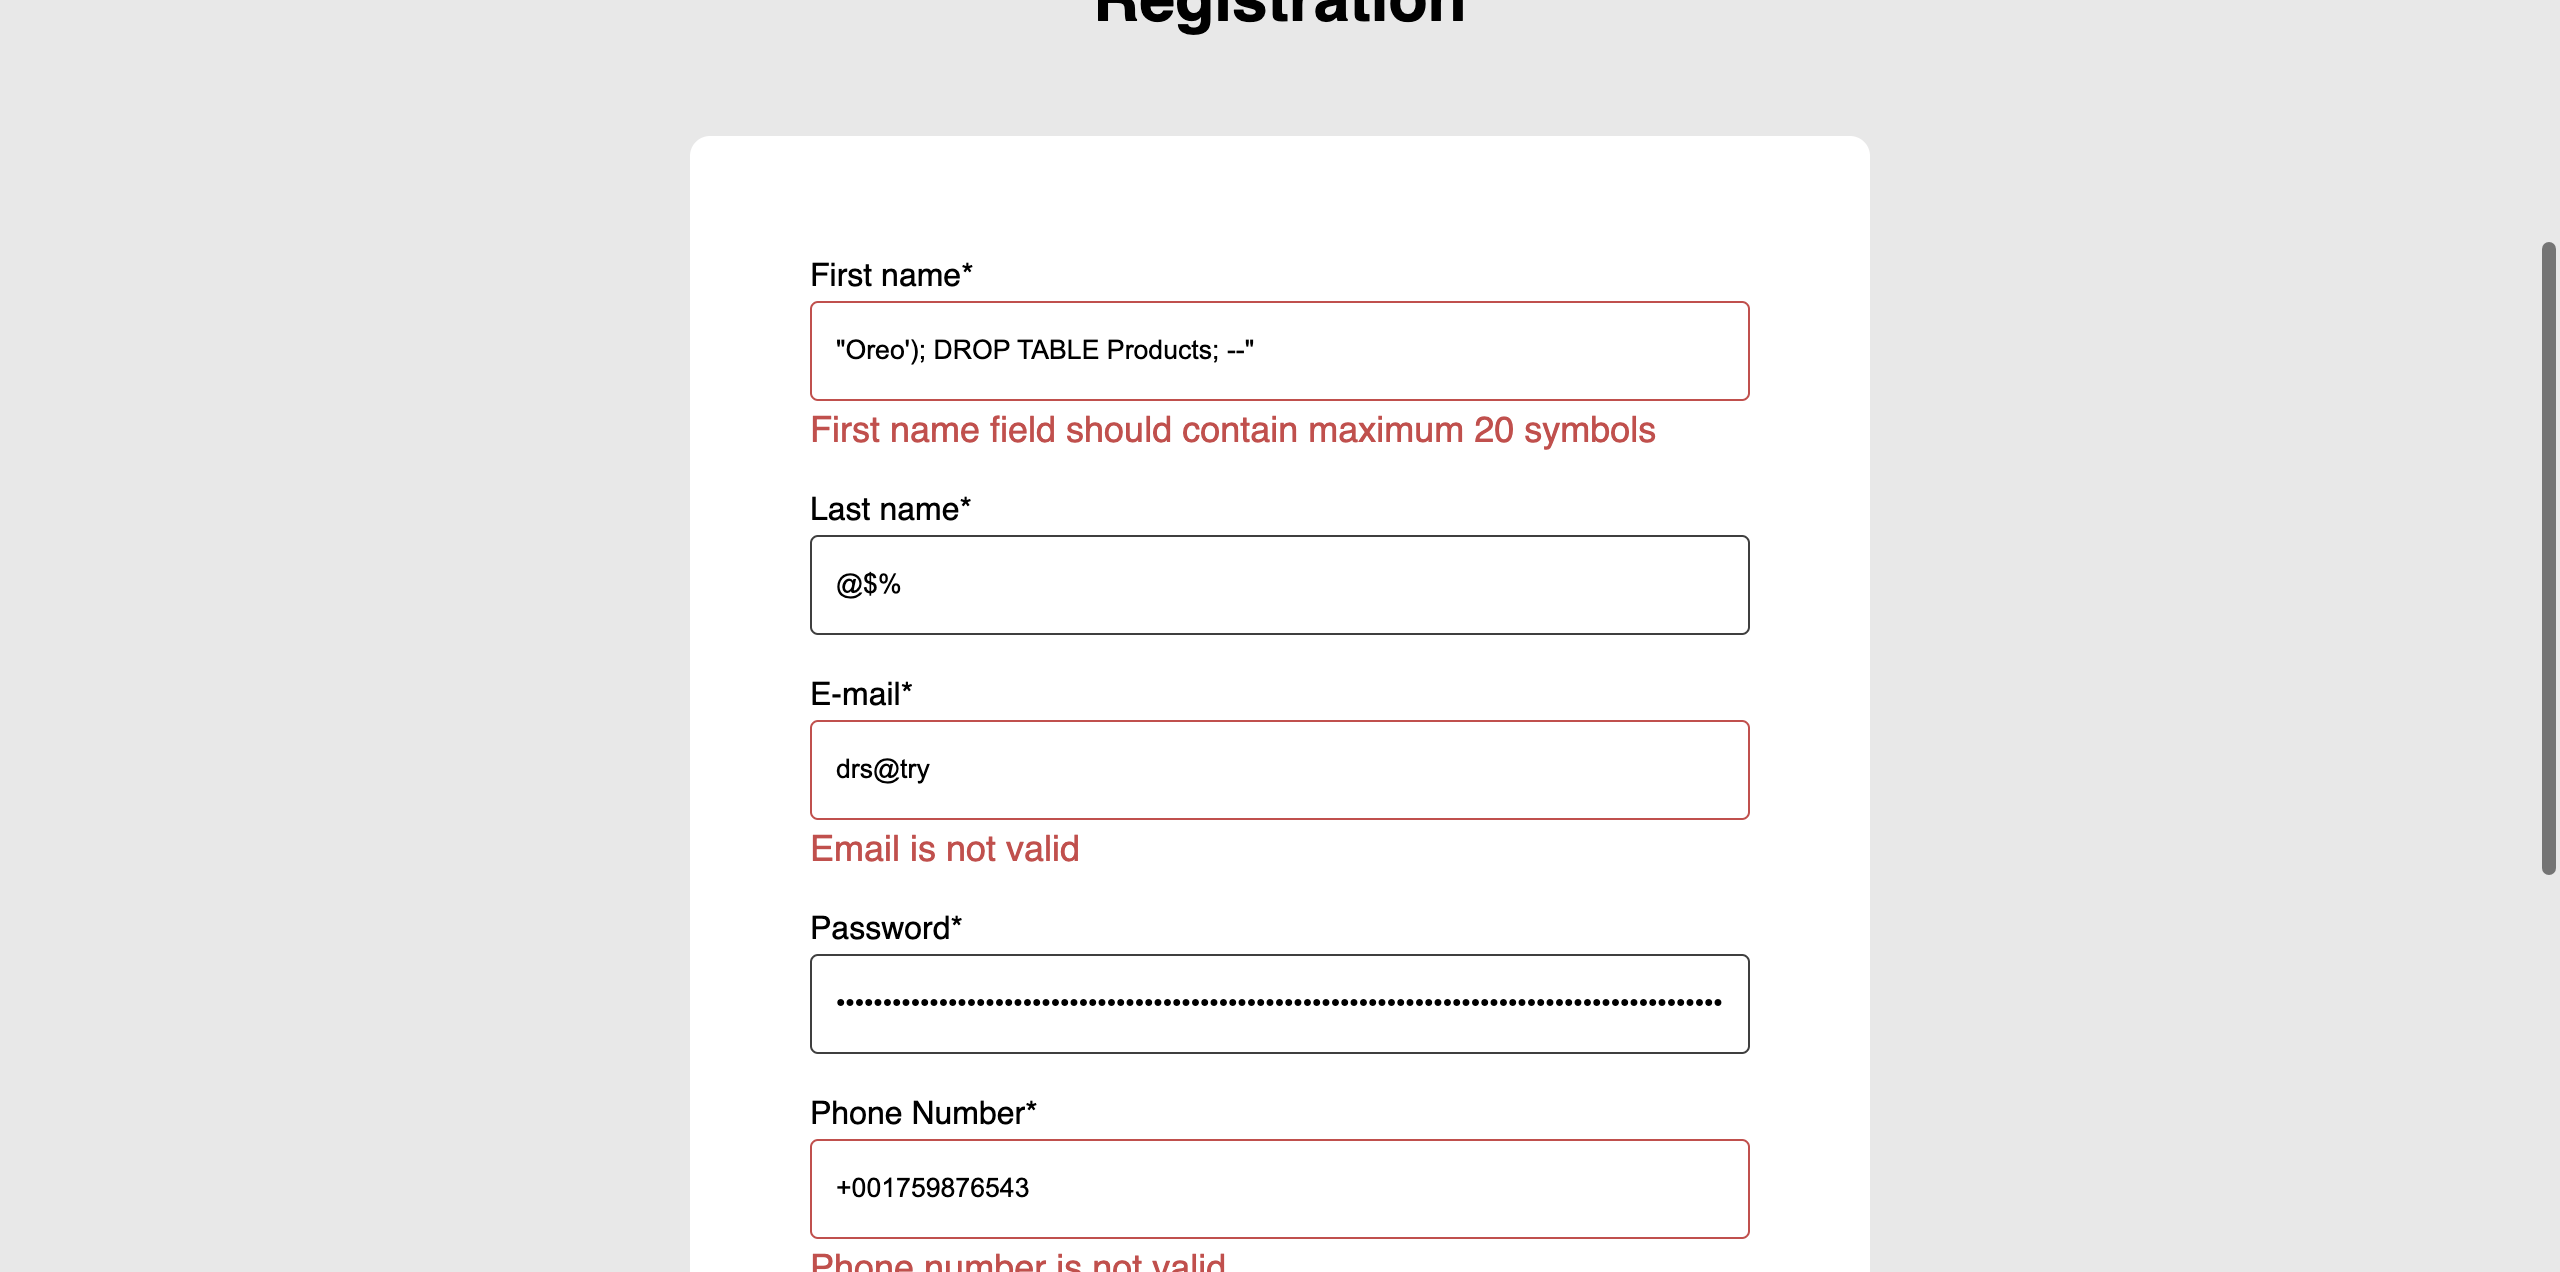 Registration
First name*
"Oreo'); DROP TABLE Products; --"
First name field should contain maximum 20 symbols
Last name*
@$%
E-mail*
drs@try
Email is not valid
Password*
Phone Number*
+001759876543
Phone number is not valid